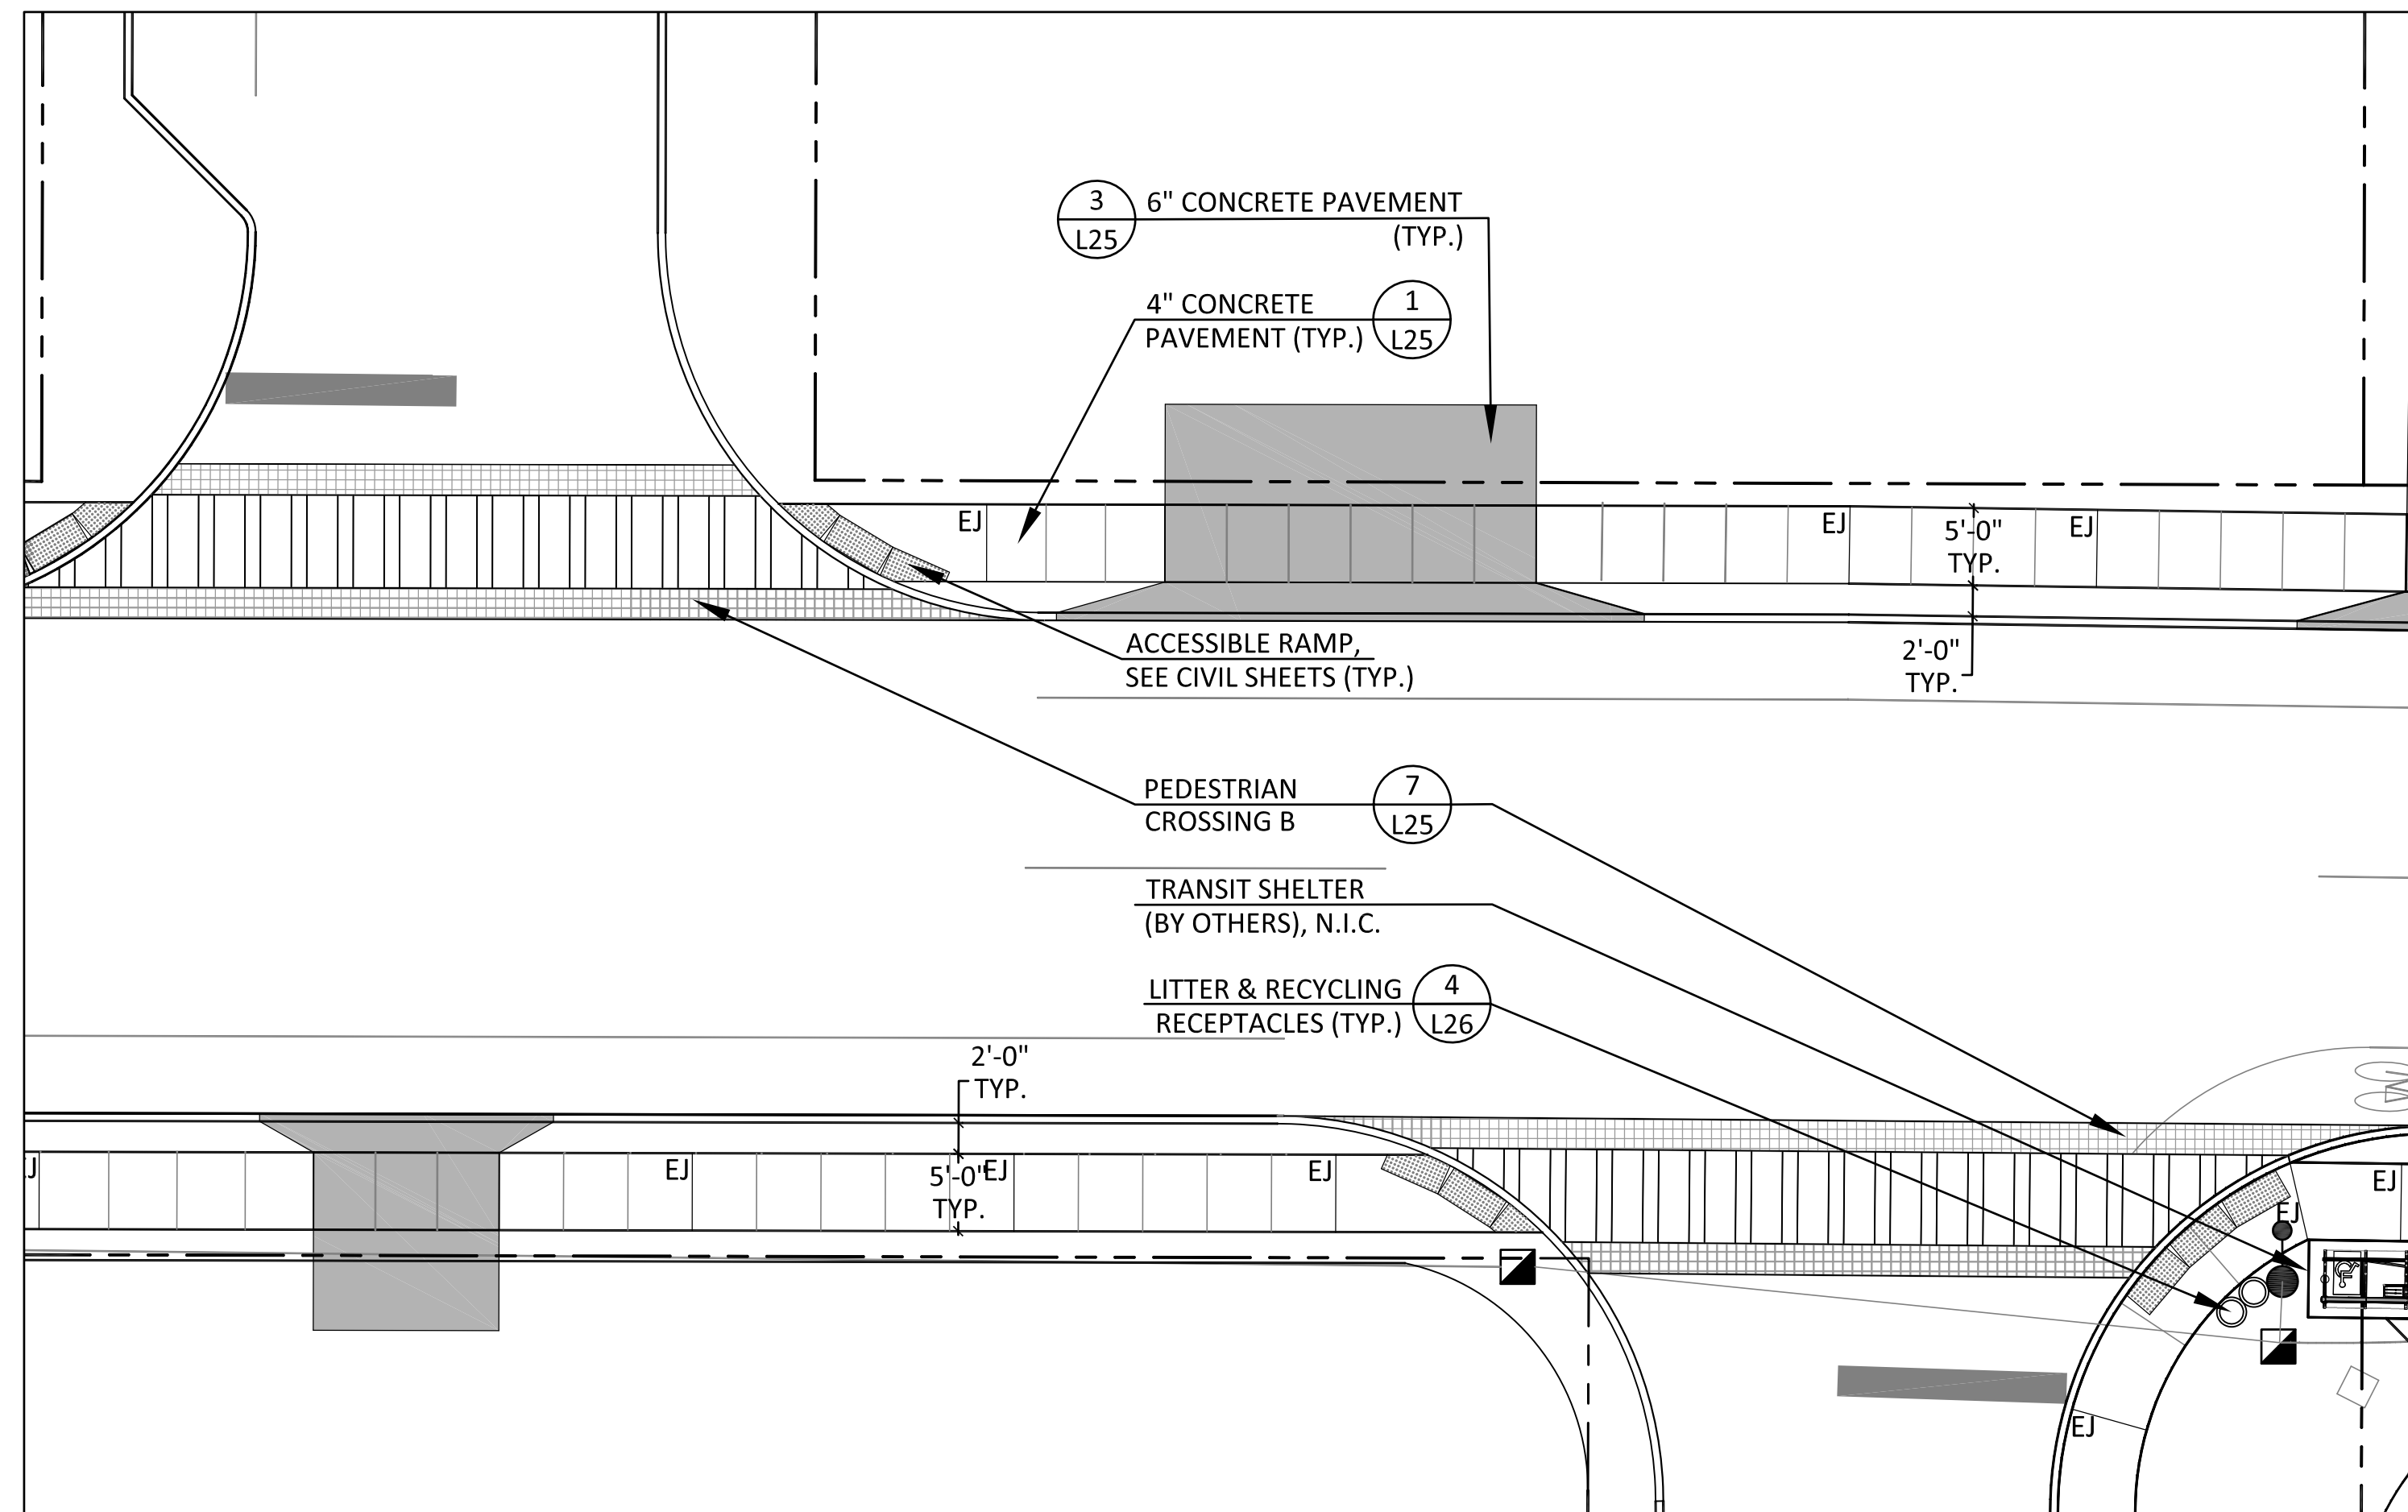 3
L25
6" CONCRETE PAVEMENT
(TYP.)
4" CONCRETE
PAVEMENT (TYP.)
1
L25
EJ
EJ
5'-0"
TYP.
EJ
ACCESSIBLE RAMP,
SEE CIVIL SHEETS (TYP.)
2'-0"
TYP.
PEDESTRIAN
CROSSING B
7
L25
TRANSIT SHELTER
(BY OTHERS), N.I.C.
LITTER & RECYCLING
RECEPTACLES (TYP.)
4
L26
2'-0"
TYP.
EJ
5'-0"
TYP.
EJ
EJ
EJ
EJ
EJ